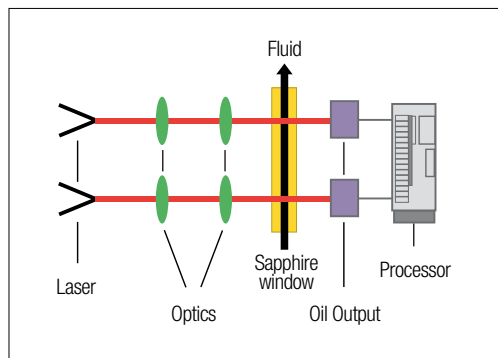 Fluid
Laser
Optics
Sapphire
window
Oil Output
Processor